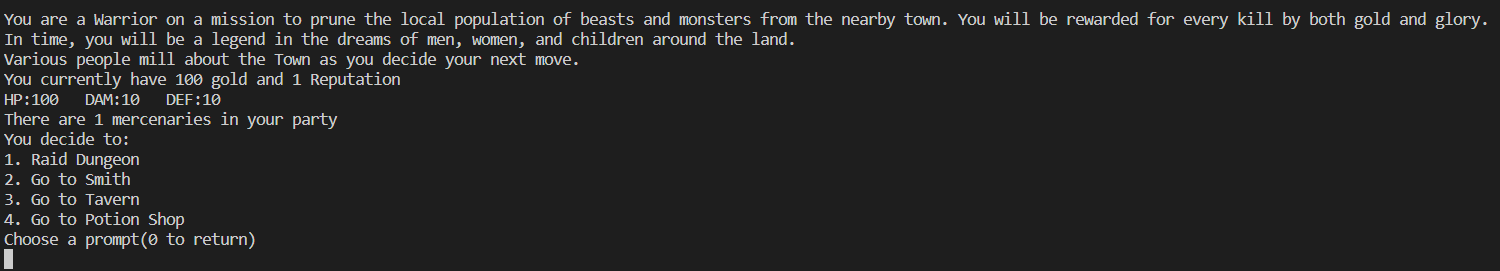 You are a Warrior on a mission to prune the local population of beasts and monsters from the nearby town. You will be rewarded for every kill by both gold and glory.
In time, you will be a legend in the dreams of men, women, and children around the land.
Various people mill about the Town as you decide your next move.
You currently have 100 gold and 1 Reputation
HP:100   DAM:10   DEF:10
There are 1 mercenaries in your party
You decide to:
1. Raid Dungeon
2. Go to Smith
3. Go to Tavern
4. Go to Potion Shop
Choose a prompt(0 to return)